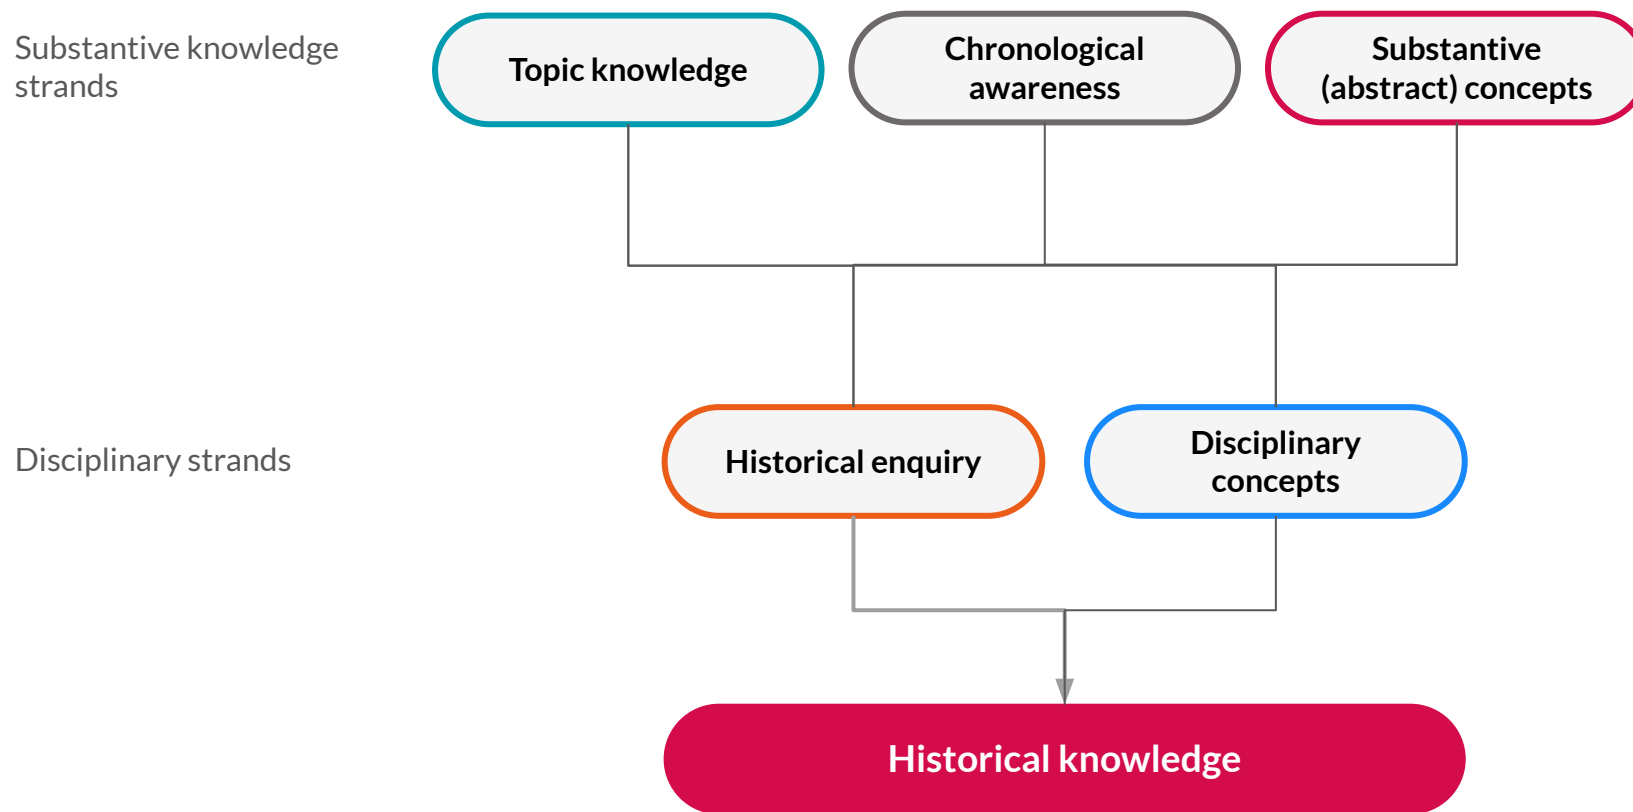 Substantive knowledge
strands
Topic knowledge
Chronological
awareness
Substantive
(abstract) concepts
Disciplinary strands
Historical enquiry
Disciplinary
concepts
Historical knowledge